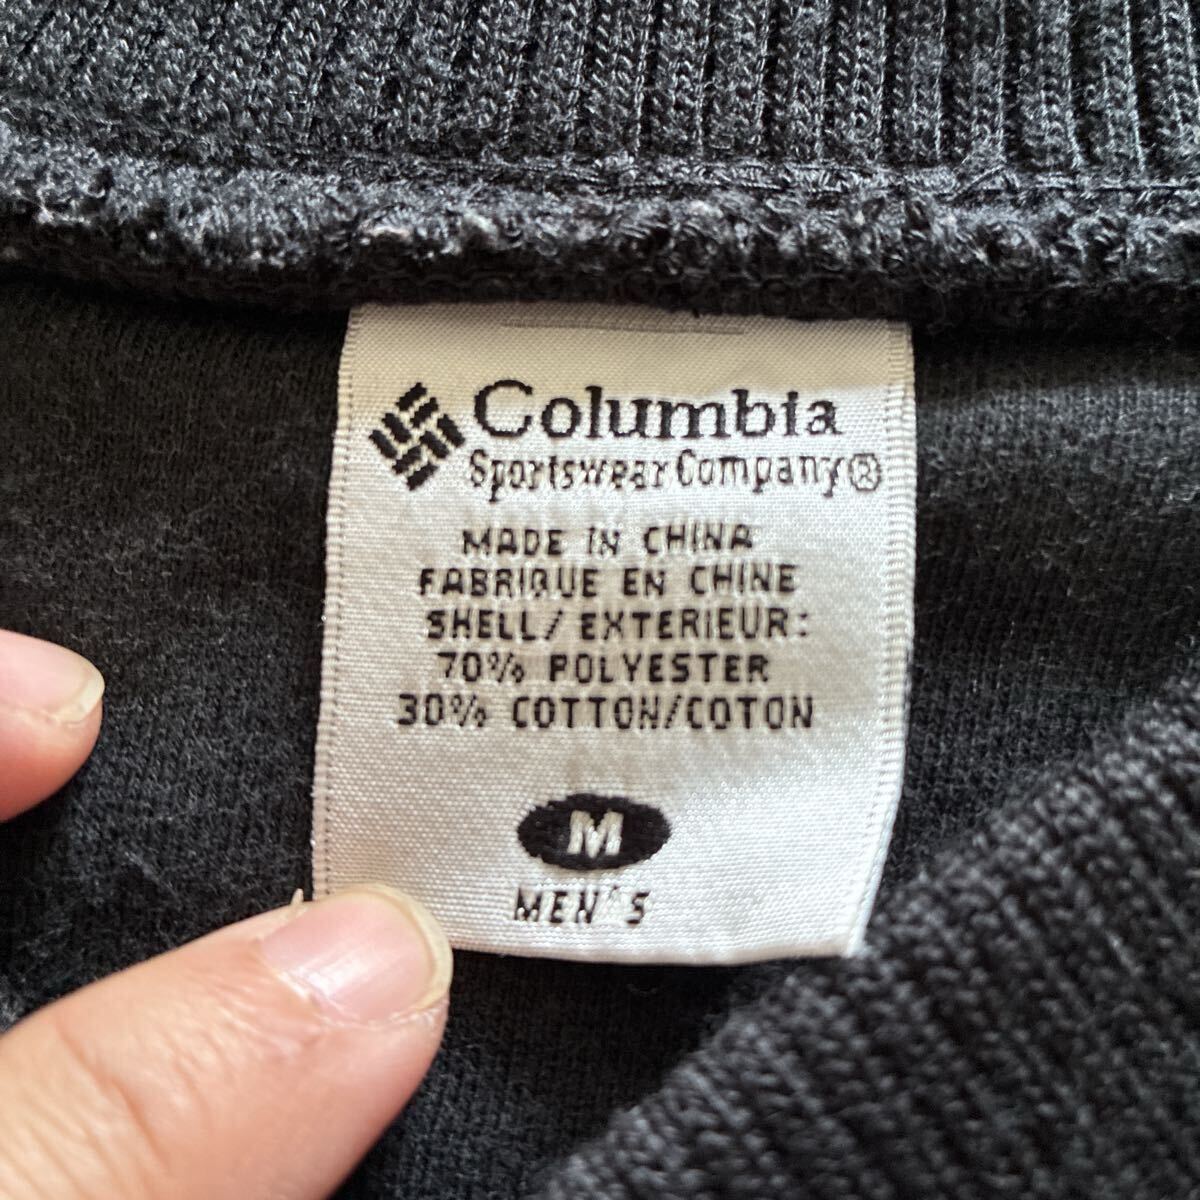 Columbia
Sportswear Company®
MADE IN CHINA
FABRIQUE EN CHINE
SHELL/EXTERIEUR:
70% POLYESTER
30% COTTON/COTON
M
MEN'S